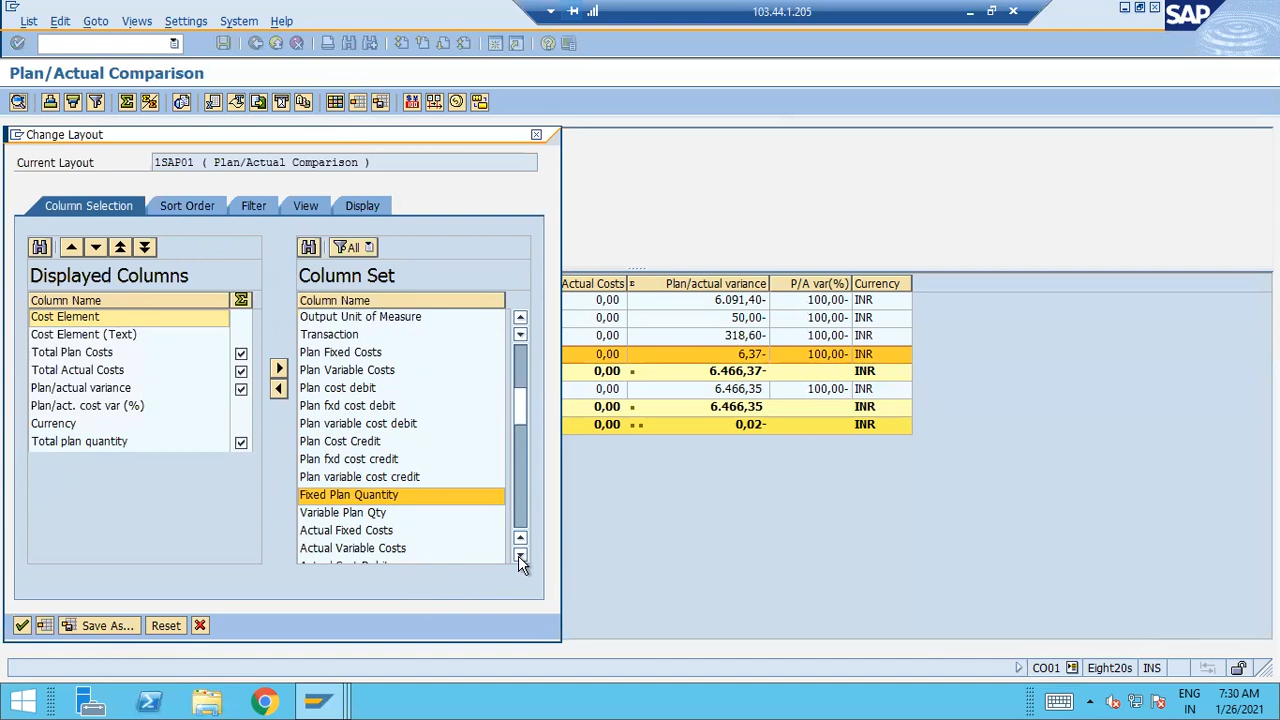 List Edit Goto Views Settings System Help
103.44.1.205
SAP
Plan/Actual Comparison
Change Layout
Current Layout 1SAP01 ( Plan/Actual Comparison )
Column Selection Sort Order Filter View Display
All
Displayed Columns
Column Name
Cost Element
Cost Element (Text)
Total Plan Costs
Total Actual Costs
Plan/actual variance
Plan/act. cost var (%)
Currency
Total plan quantity
Column Set
Column Name
Output Unit of Measure
Transaction
Plan Fixed Costs
Plan Variable Costs
Plan cost debit
Plan fxd cost debit
Plan variable cost debit
Plan Cost Credit
Plan fxd cost credit
Plan variable cost credit
Fixed Plan Quantity
Variable Plan Qty
Actual Fixed Costs
Actual Variable Costs
Save As... Reset
Actual Costs Σ Plan/actual variance P/A var(%) Currency
0,00 6.091,40- 100,00- INR
0,00 50,00- 100,00- INR
0,00 318,60- 100,00- INR
0,00 6,37- 100,00- INR
0,00 6.466,37- INR
0,00 6.466,35 100,00- INR
0,00 6.466,35 INR
0,00 0,02- INR
CO01 Eight20s INS
ENG 7:30 AM
IN 1/26/2021